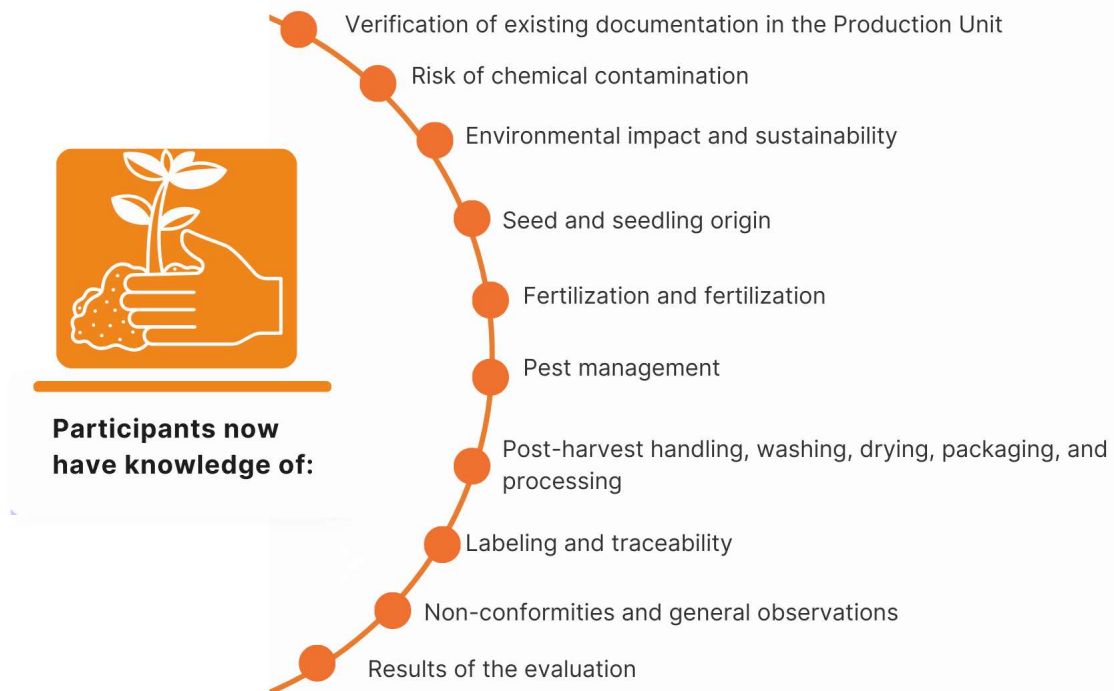 Verification of existing documentation in the Production Unit
Risk of chemical contamination
Environmental impact and sustainability
Seed and seedling origin
Fertilization and fertilization
Pest management
Participants now
have knowledge of:
Post-harvest handling, washing, drying, packaging, and
processing
Labeling and traceability
Non-conformities and general observations
Results of the evaluation